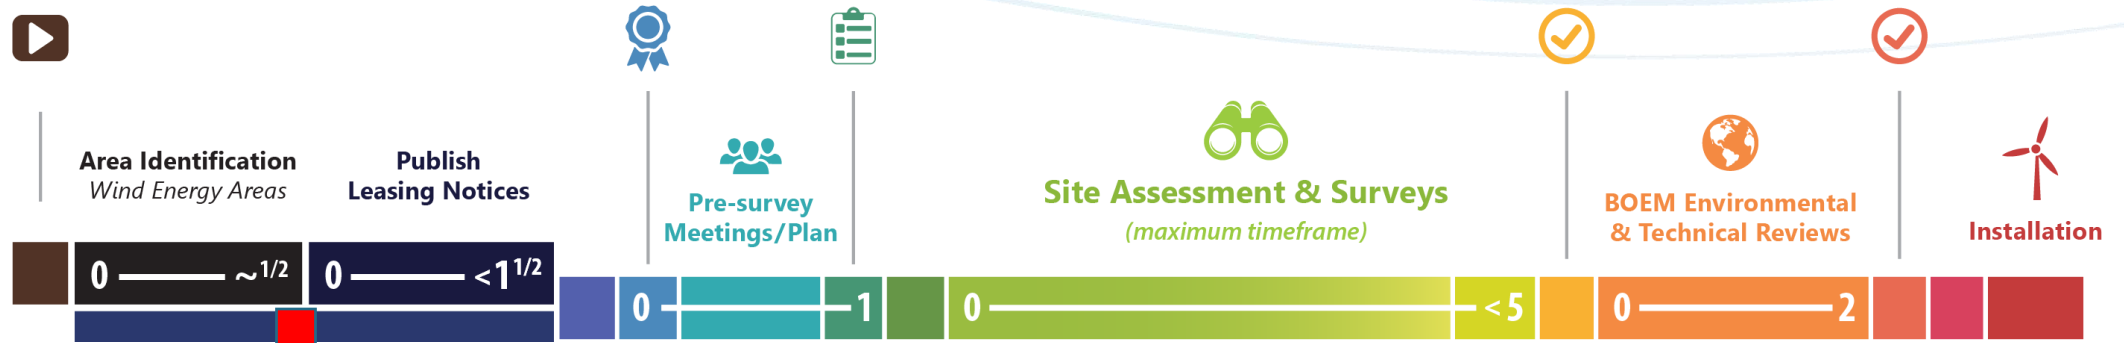 Area Identification
Wind Energy Areas
Publish
Leasing Notices
Pre-survey
Meetings/Plan
Site Assessment & Surveys
(maximum timeframe)
BOEM Environmental
& Technical Reviews
Installation
0 ~1/2
0 <1 1/2
0 1
0 <5
0 2